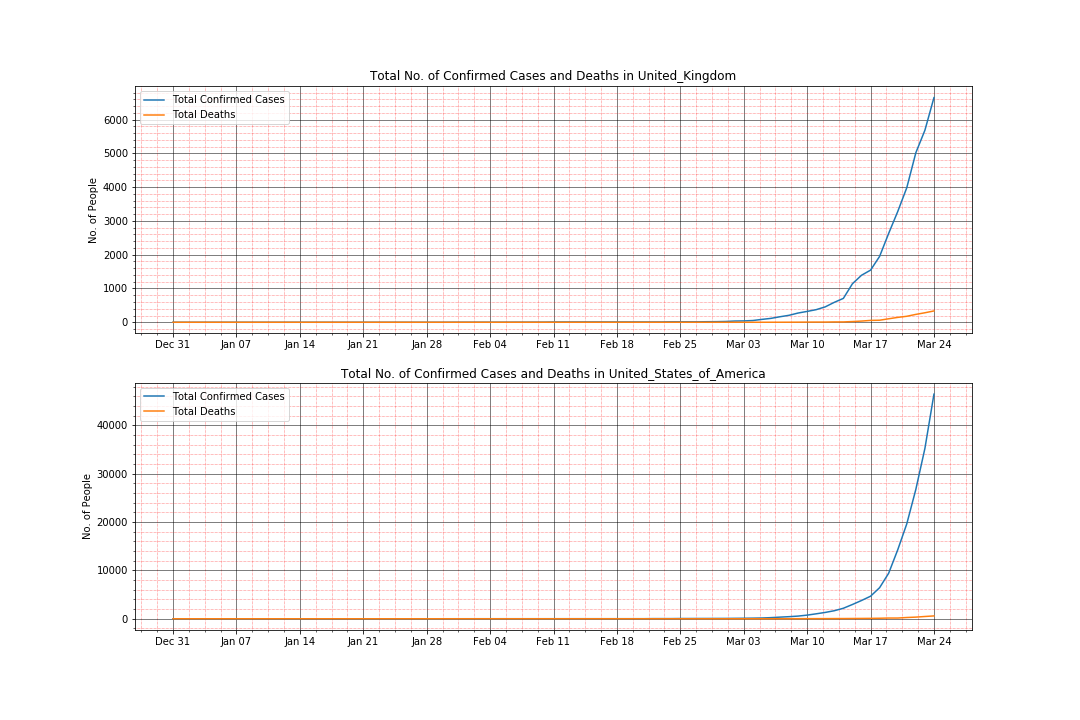 Total No. of Confirmed Cases and Deaths in United_Kingdom
Total Confirmed Cases
Total Deaths
No. of People
6000
5000
4000
3000
2000
1000
0
Dec 31 Jan 07 Jan 14 Jan 21 Jan 28 Feb 04 Feb 11 Feb 18 Feb 25 Mar 03 Mar 10 Mar 17 Mar 24
Total No. of Confirmed Cases and Deaths in United_States_of_America
Total Confirmed Cases
Total Deaths
No. of People
40000
30000
20000
10000
0
Dec 31 Jan 07 Jan 14 Jan 21 Jan 28 Feb 04 Feb 11 Feb 18 Feb 25 Mar 03 Mar 10 Mar 17 Mar 24